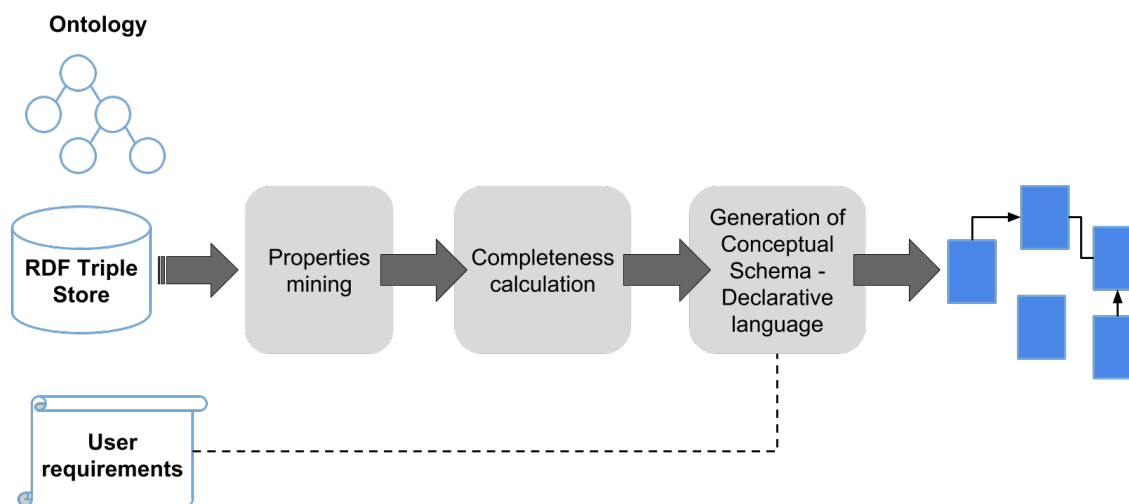 Ontology
RDF Triple
Store
Properties
mining
Completeness
calculation
Generation of
Conceptual
Schema -
Declarative
language
User
requirements